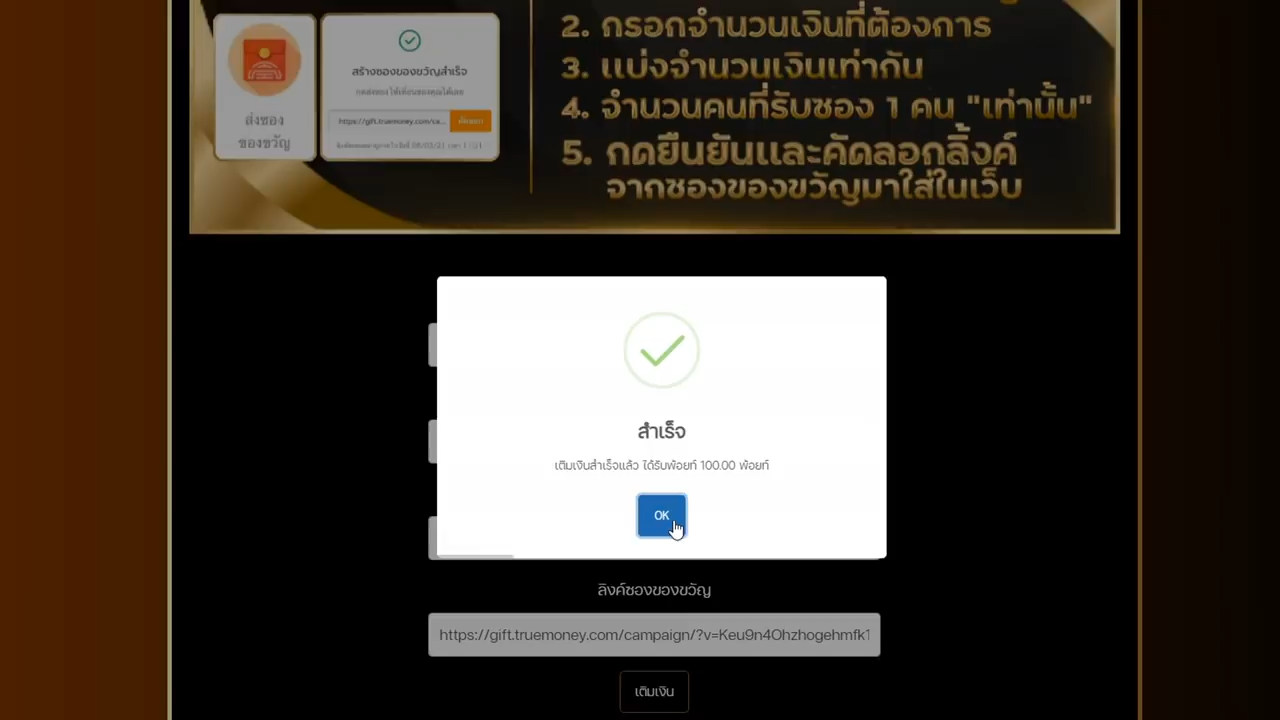 2. กรอกจำนวนเงินที่ต้องการ
3. แบ่งจำนวนเงินเท่ากัน
4. จำนวนคนที่รับซอง 1 คน "เท่านั้น"
5. กดยืนยันและคัดลอกลิ้งค์
จากซองของขวัญมาใส่ในเว็บ
ส่งซอง
ของขวัญ
สร้างซองของขวัญสำเร็จ
https://gift.truemoney.com/ca...
คัดลอก
สำเร็จ
เติมเงินสำเร็จแล้ว ได้รับพ้อยท์ 100.00 พ้อยท์
OK
ลิงค์ซองของขวัญ
https://gift.truemoney.com/campaign/?v=Keu9n4Ohzhogehmfk1
เติมเงิน